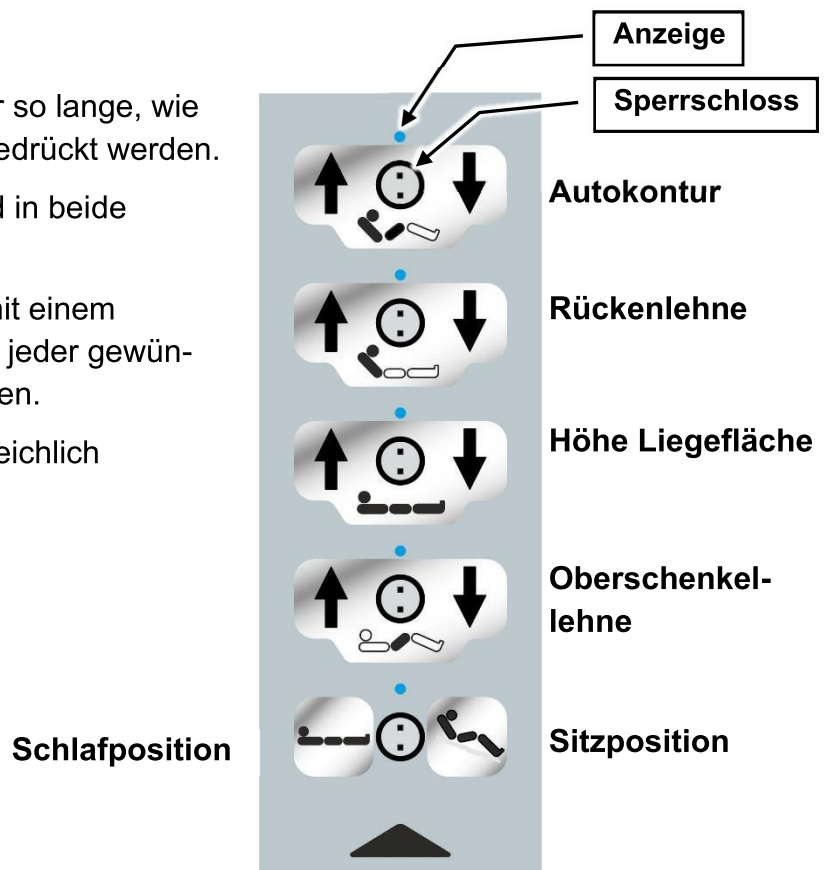 Anzeige
Sperrschloss
r so lange, wie
edrückt werden.
d in beide
nit einem
jeder gewün-
en.
eichlich
Autokontur
Rückenlehne
Höhe Liegefläche
Oberschenkel-
lehne
Schlafposition
Sitzposition